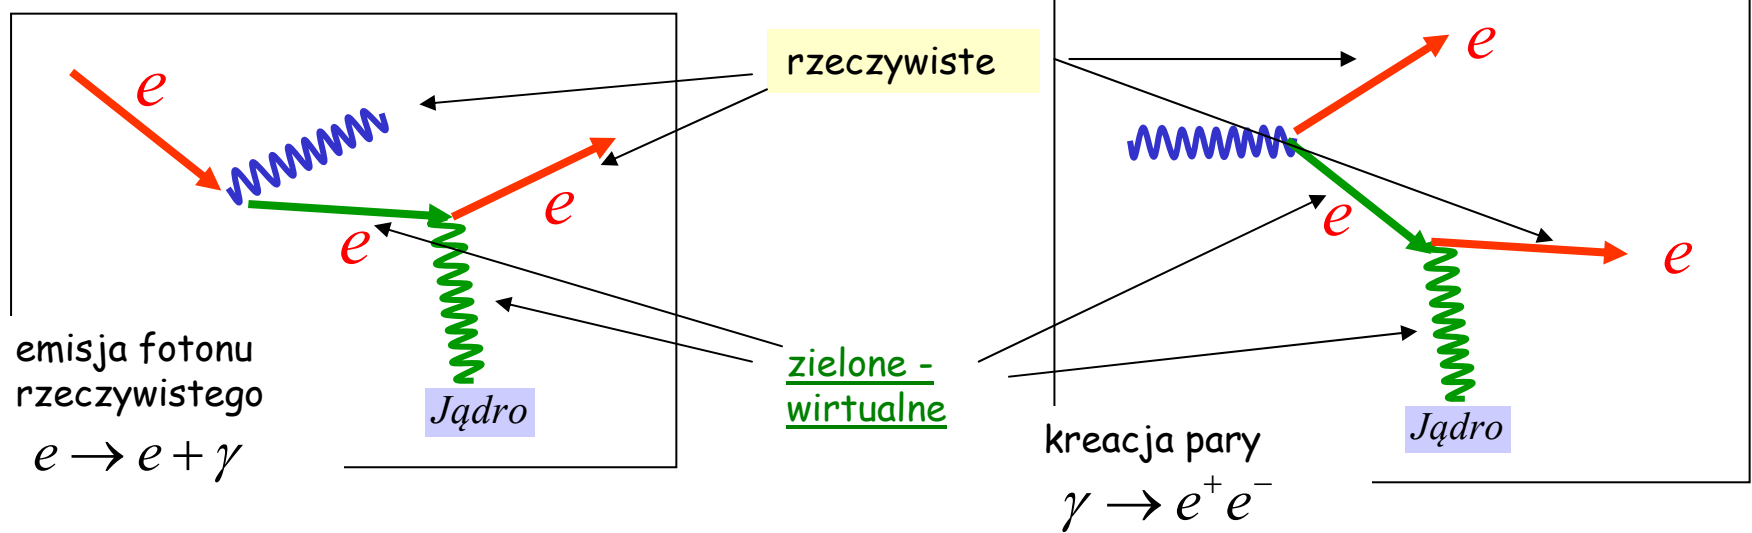 e
e
e
emisja fotonu
rzeczywistego
e → e + γ
Jądro
rzeczywiste
zielone -
wirtualne
e
e
e
Jądro
kreacja pary
γ → e⁺ e⁻